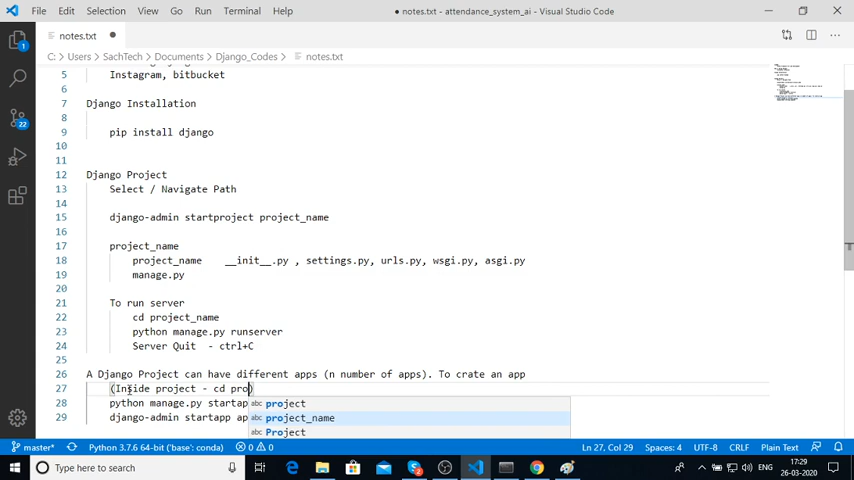 File Edit Selection View Go Run Terminal Help ● notes.txt - attendance_system_ai - Visual Studio Code
notes.txt
C: > Users > SachTech > Documents > Django_Codes > notes.txt
5 Instagram, bitbucket
6
7 Django Installation
8
9 pip install django
10
11
12 Django Project
13 Select / Navigate Path
14
15 django-admin startproject project_name
16
17 project_name
18 project_name __init__.py , settings.py, urls.py, wsgi.py, asgi.py
19 manage.py
20
21 To run server
22 cd project_name
23 python manage.py runserver
24 Server Quit - ctrl+C
25
26 A Django Project can have different apps (n number of apps). To crate an app
27 (Inside project - cd pro)
28 python manage.py startap
29 django-admin startapp ap
abc project
abc project_name
abc Project
1
22
master* Python 3.7.6 64-bit ('base': conda) 0 0 Ln 27, Col 29 Spaces: 4 UTF-8 CRLF Plain Text
Type here to search
2
ENG
17:29
26-03-2020